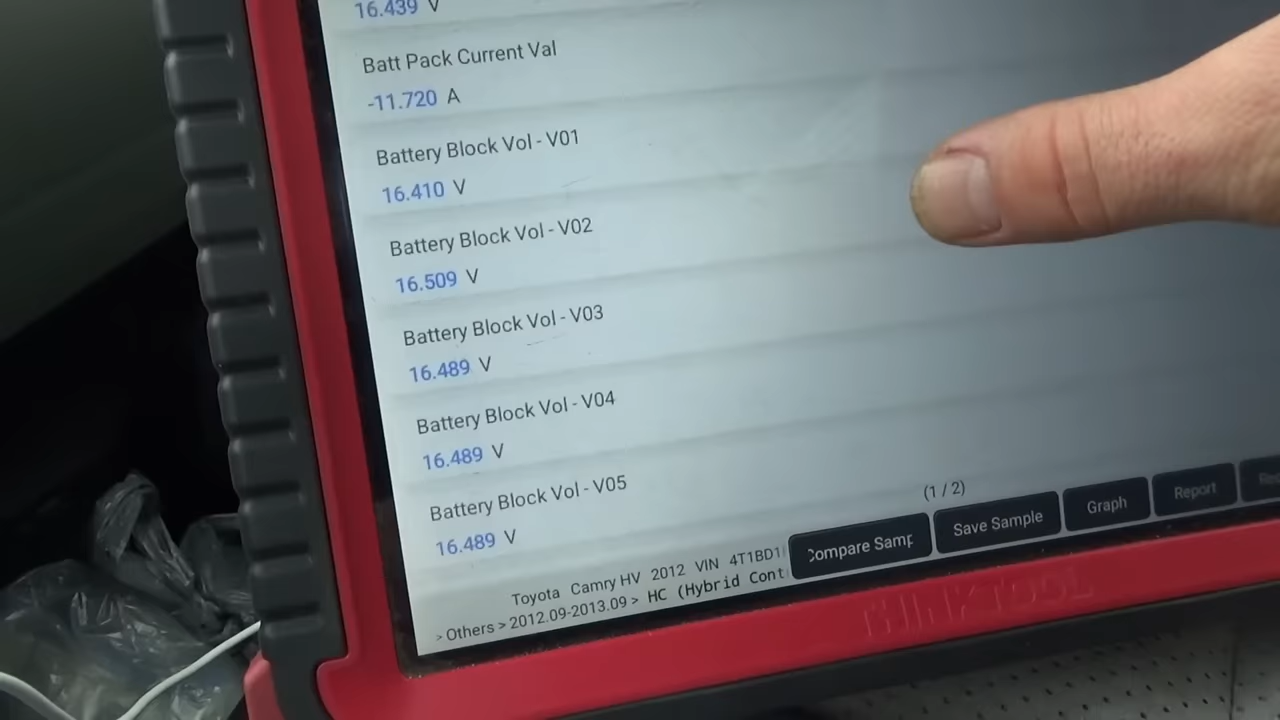 16.439 V
Batt Pack Current Val
-11.720 A
Battery Block Vol - V01
16.410 V
Battery Block Vol - V02
16.509 V
Battery Block Vol - V03
16.489 V
Battery Block Vol - V04
16.489 V
Battery Block Vol - V05
16.489 V
(1 / 2)
Compare Samp
Save Sample
Graph
Report
Toyota Camry HV 2012 VIN 4T1BD1
> Others > 2012.09-2013.09 > HC (Hybrid Cont